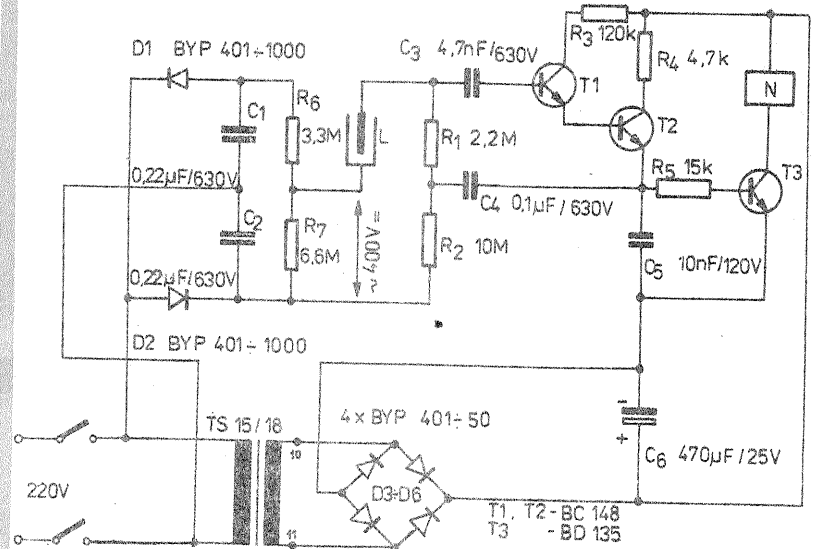 D1 BYP 401÷1000
C3 4,7nF/630V
R3 120k
R4 4,7k
T1
N
C1
R6
3,3M
L
R1 2,2M
T2
R5 15k
T3
0,22µF/630V
C4 0,1µF/630V
C2
R7
6,6M
≈400V=
R2 10M
C5 10nF/120V
0,22µF/630V
D2 BYP 401÷1000
TS 15/18
4×BYP 401÷50
10
-
+
C6 470µF/25V
220V
D3÷D6
T1, T2-BC 148
T3 -BD 135
11